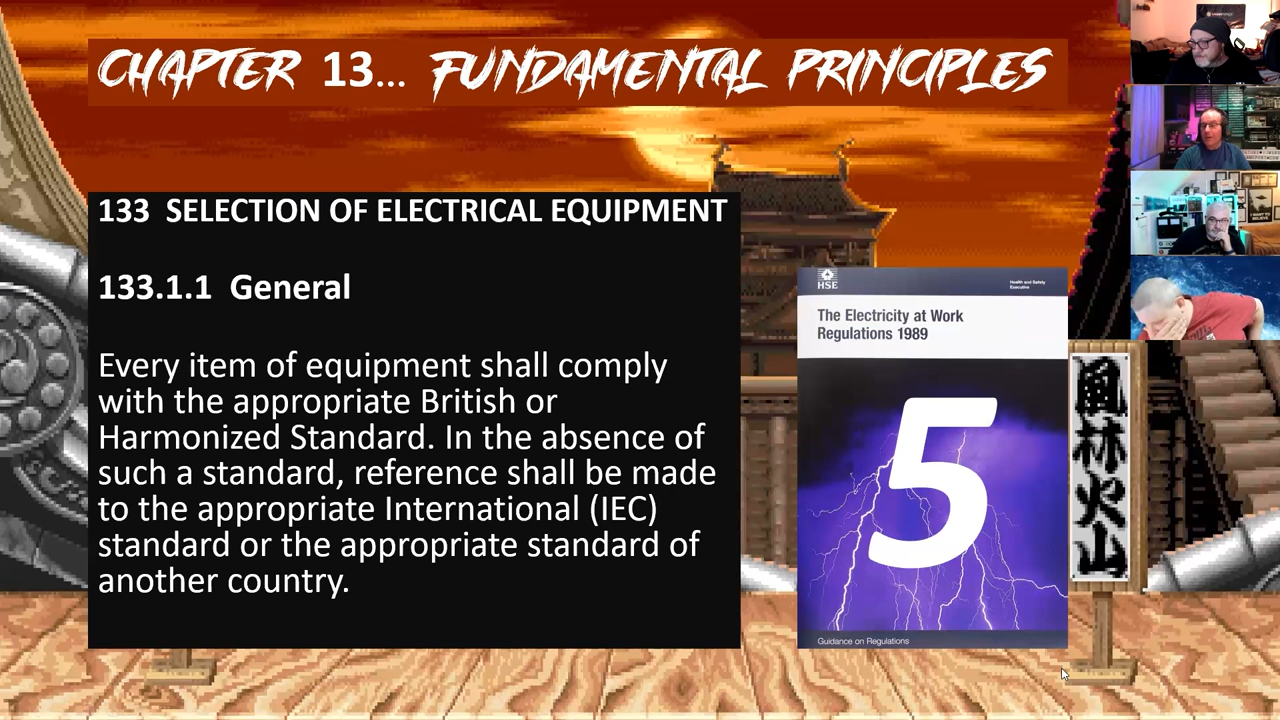 CHAPTER 13... FUNDAMENTAL PRINCIPLES
133 SELECTION OF ELECTRICAL EQUIPMENT
133.1.1 General
Every item of equipment shall comply
with the appropriate British or
Harmonized Standard. In the absence of
such a standard, reference shall be made
to the appropriate International (IEC)
standard or the appropriate standard of
another country.
HSE
Health and Safety
Executive
The Electricity at Work
Regulations 1989
5
Guidance on Regulations
I WANT TO
BELIEVE
風
林
火
山